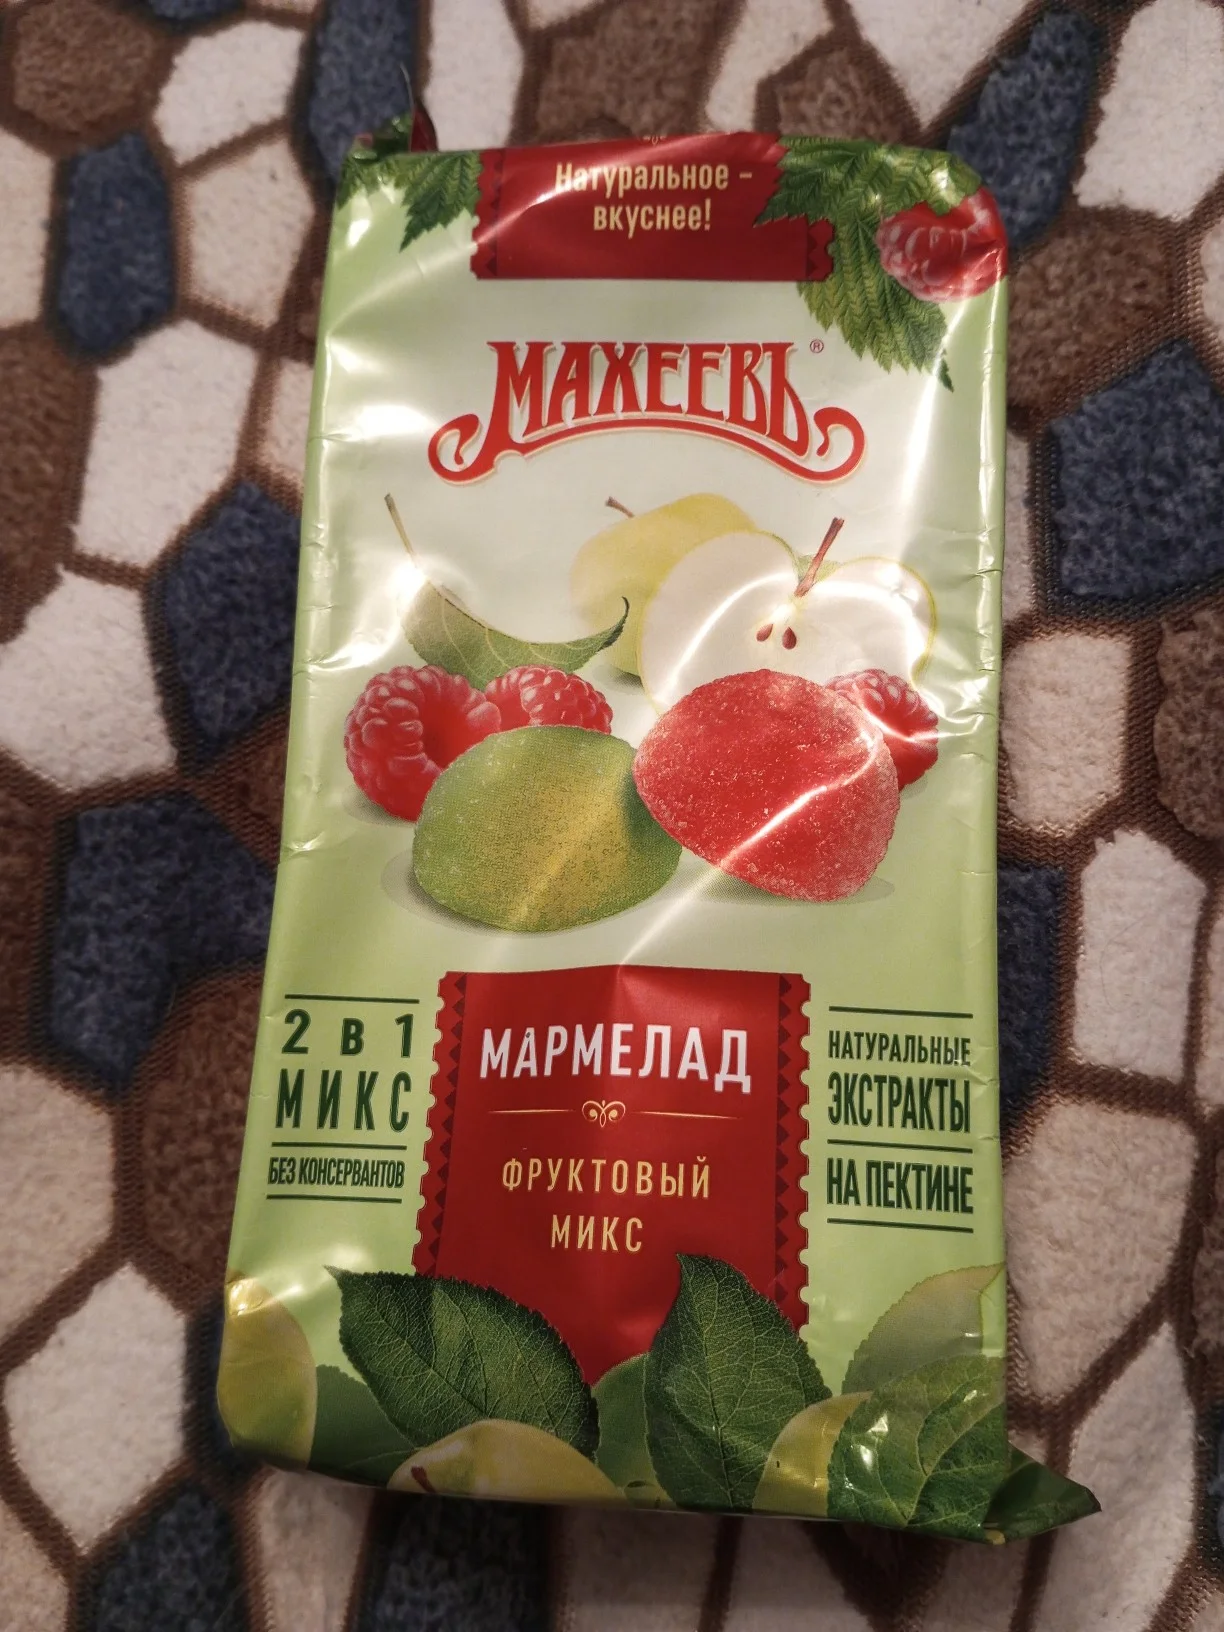 Натуральное –
вкуснее!
МАХЕЕВЪ®
2 в 1
МИКС
БЕЗ КОНСЕРВАНТОВ
МАРМЕЛАД
ФРУКТОВЫЙ
МИКС
НАТУРАЛЬНЫЕ
ЭКСТРАКТЫ
НА ПЕКТИНЕ